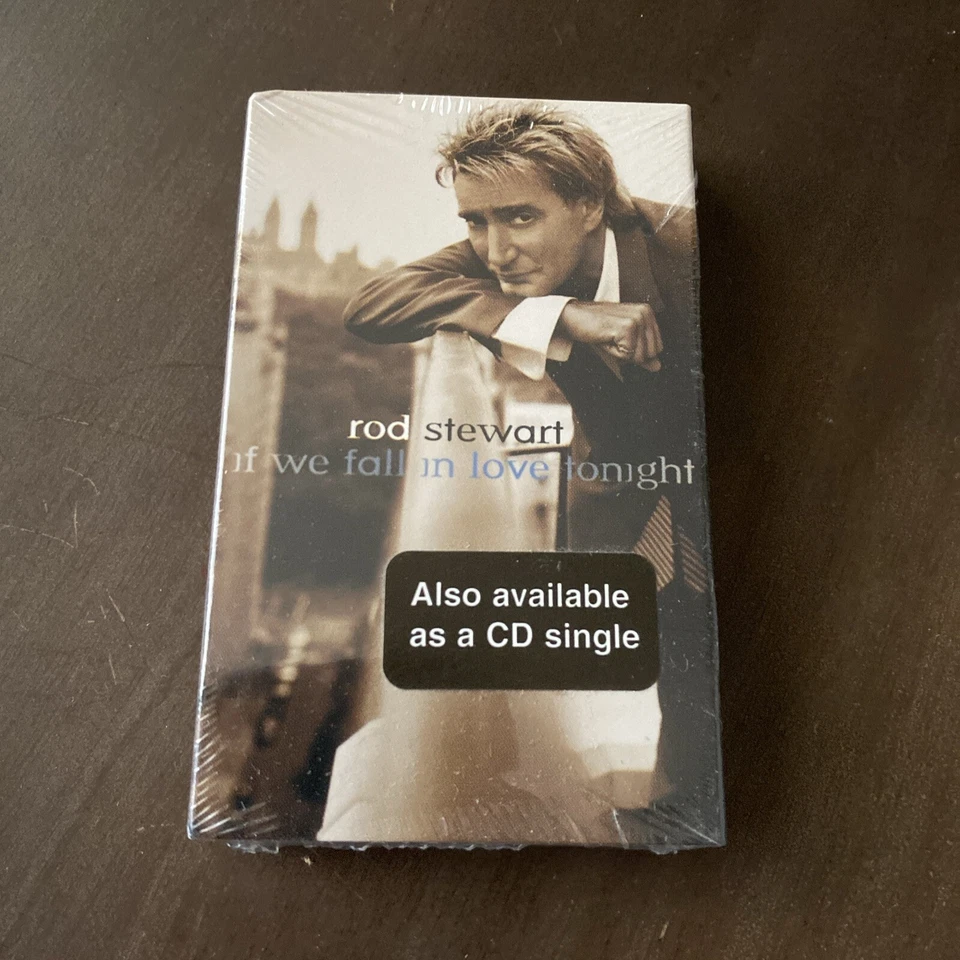 rod stewart
if we fall in love tonight
Also available
as a CD single